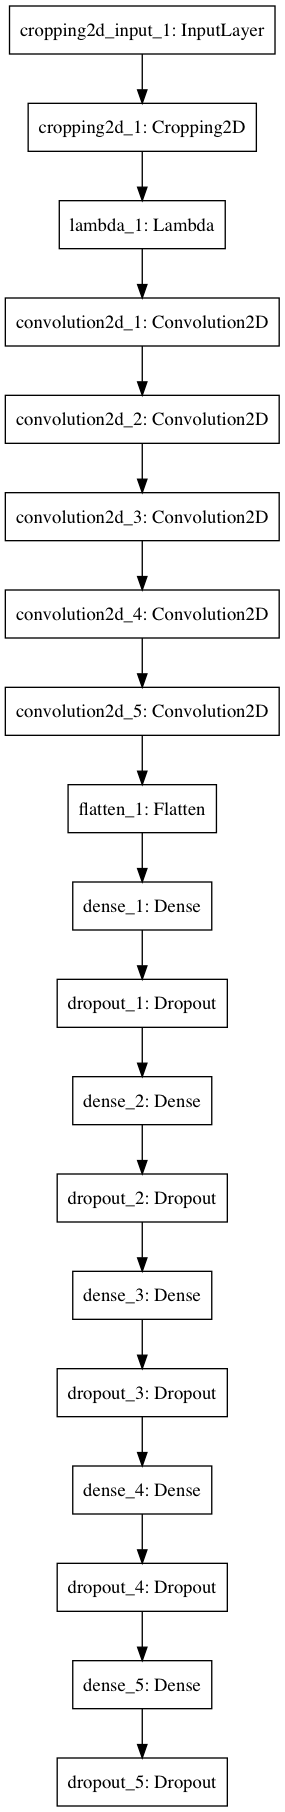 cropping2d_input_1: InputLayer
cropping2d_1: Cropping2D
lambda_1: Lambda
convolution2d_1: Convolution2D
convolution2d_2: Convolution2D
convolution2d_3: Convolution2D
convolution2d_4: Convolution2D
convolution2d_5: Convolution2D
flatten_1: Flatten
dense_1: Dense
dropout_1: Dropout
dense_2: Dense
dropout_2: Dropout
dense_3: Dense
dropout_3: Dropout
dense_4: Dense
dropout_4: Dropout
dense_5: Dense
dropout_5: Dropout